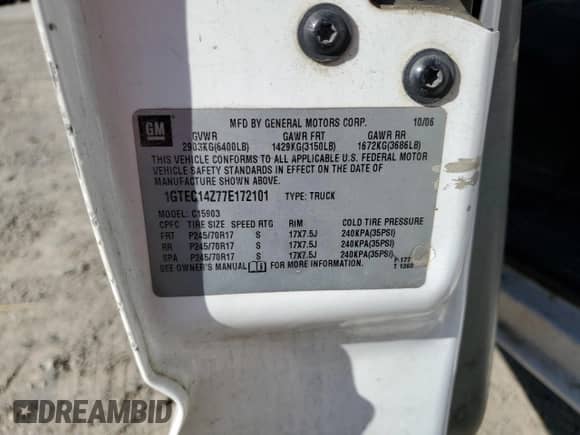 GM
MFD BY GENERAL MOTORS CORP. 10/06
GVWR GAWR FRT GAWR RR
2903KG(6400LB) 1429KG(3150LB) 1672KG(3686LB)
THIS VEHICLE CONFORMS TO ALL APPLICABLE U.S. FEDERAL MOTOR
VEHICLE SAFETY STANDARDS IN EFFECT ON THE DATE OF
MANUFACTURE SHOWN ABOVE.
1GTEC14Z77E172101 TYPE: TRUCK
MODEL: C15903
CPFC TIRE SIZE SPEED RTG RIM COLD TIRE PRESSURE
FRT P245/70R17 S 17X7.5J 240KPA(35PSI)
RR P245/70R17 S 17X7.5J 240KPA(35PSI)
SPA P245/70R17 S 17X7.5J 240KPA(35PSI)
SEE OWNER'S MANUAL FOR MORE INFORMATION. P-177
T 1260
DREAMBID